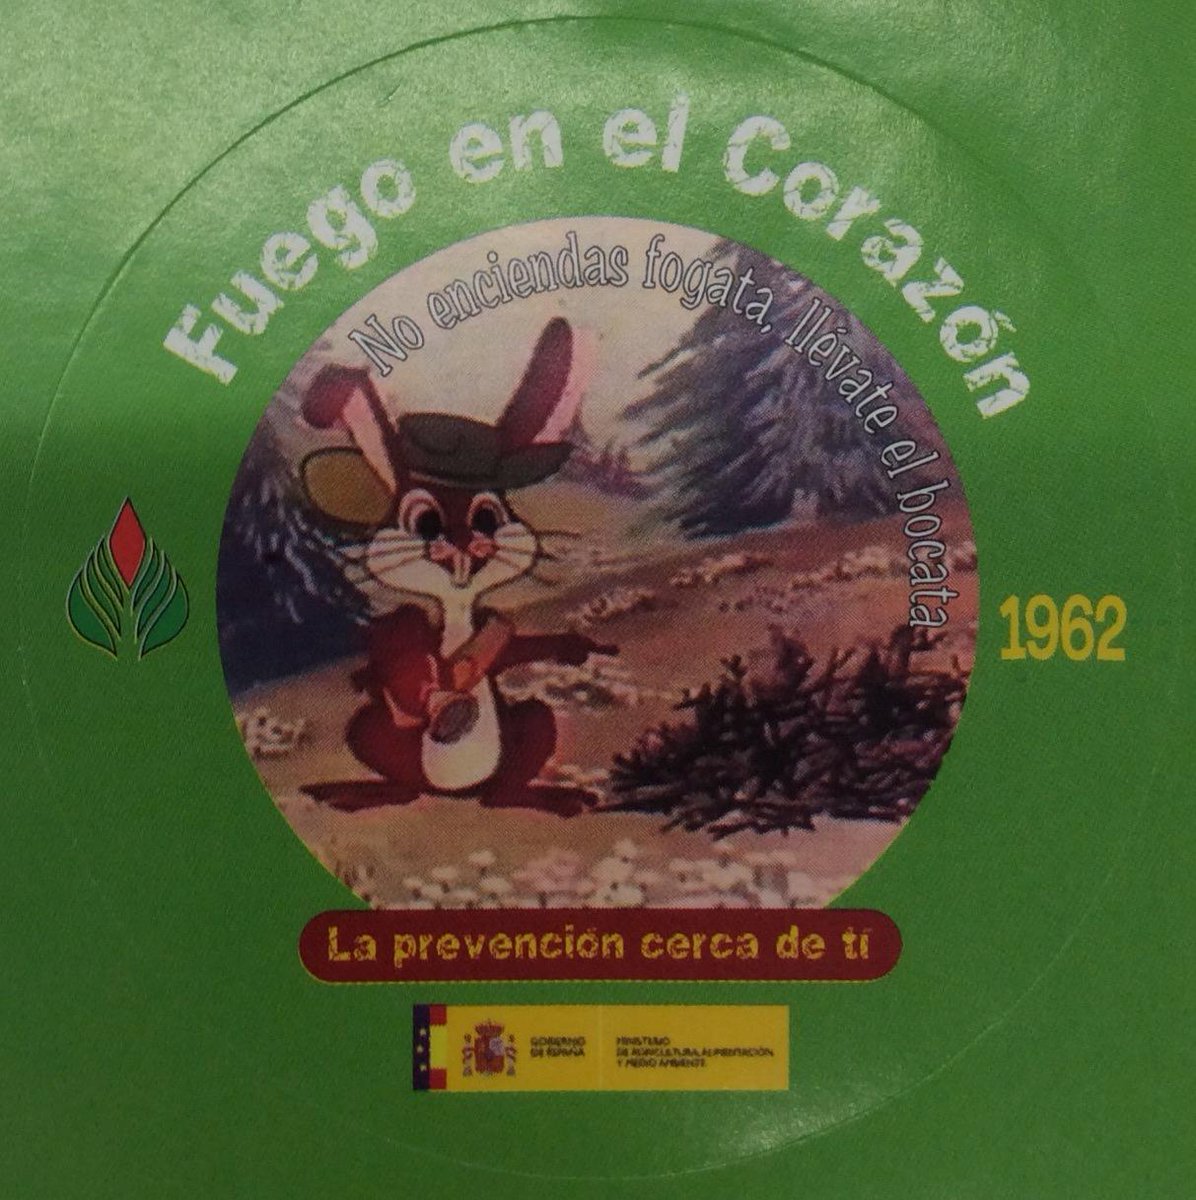 Fuego en el Corazón
No enciendas fogata, llévate el bocata
1962
La prevención cerca de tí
GOBIERNO
DE ESPAÑA
MINISTERIO
DE AGRICULTURA, ALIMENTACIÓN
Y MEDIO AMBIENTE